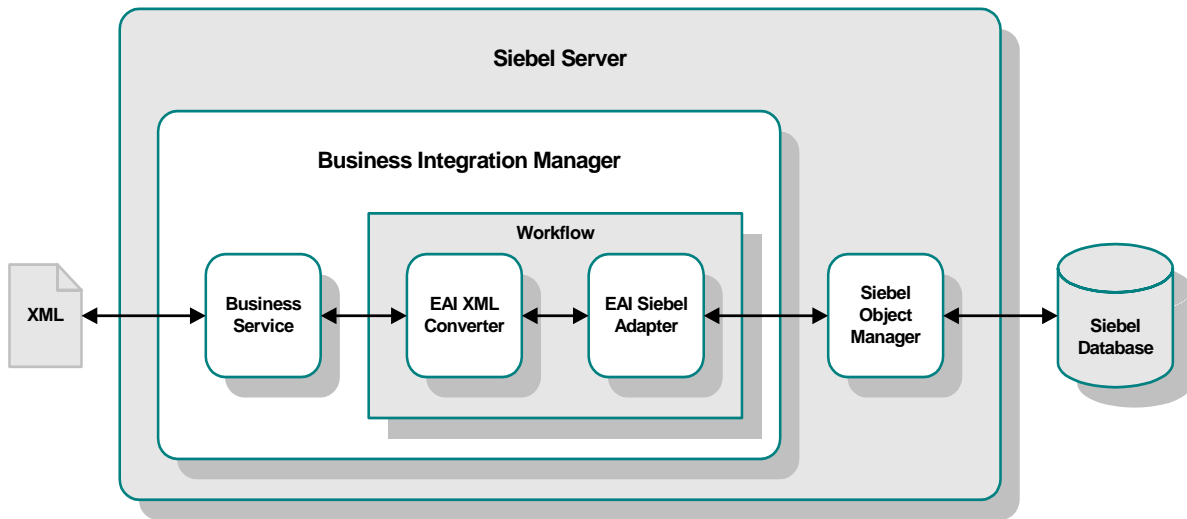 Siebel Server
Business Integration Manager
Workflow
XML
Business
Service
EAI XML
Converter
EAI Siebel
Adapter
Siebel
Object
Manager
Siebel
Database